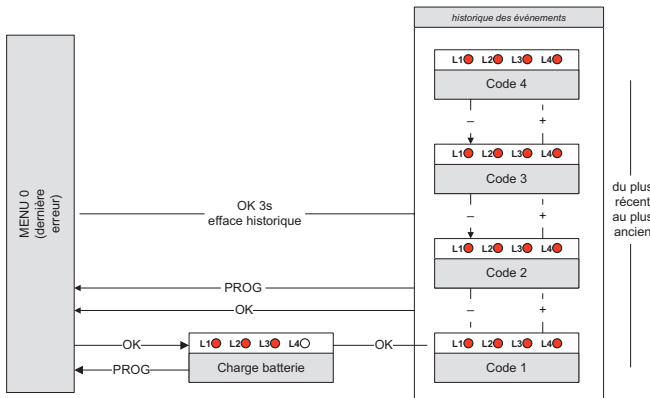 historique des événements
L1 L2 L3 L4
Code 4
–
+
L1 L2 L3 L4
Code 3
–
+
L1 L2 L3 L4
Code 2
–
+
L1 L2 L3 L4
Code 1
du plus
récent
au plus
ancien
MENU 0
(dernière
erreur)
OK 3s
efface historique
PROG
OK
OK
L1 L2 L3 L4
Charge batterie
OK
PROG